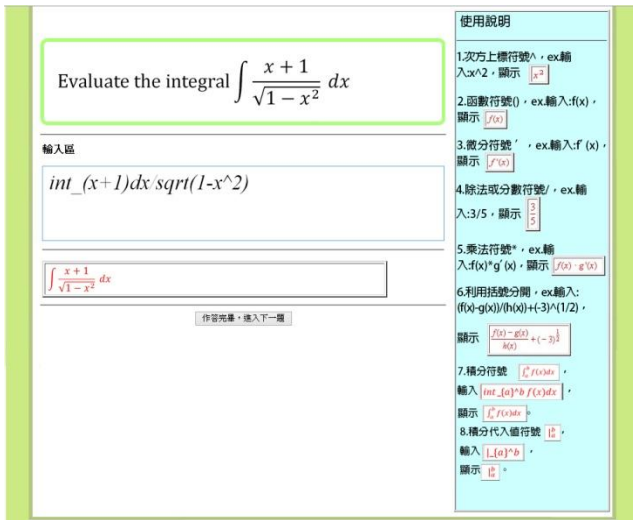 Evaluate the integral ∫ x + 1 / √1 − x² dx
輸入區
int_(x+1)dx/sqrt(1-x^2)
∫ x + 1 / √1 − x² dx
作答完畢，進入下一題
使用說明
1.次方上標符號^，ex.輸
入:x^2，顯示 x²
2.函數符號()，ex.輸入:f(x)，
顯示 f(x)
3.微分符號 ′ ，ex.輸入:f′ (x)，
顯示 f′(x)
4.除法或分數符號/，ex.輸
入:3/5，顯示 3/5
5.乘法符號*，ex.輸
入:f(x)*g′ (x)，顯示 f(x) · g′(x)
6.利用括號分開，ex.輸入:
(f(x)-g(x))/(h(x))+(-3)^(1/2)，
顯示 f(x) − g(x) / h(x) + (− 3)^½
7.積分符號 ∫ₐᵇ f(x)dx ，
輸入 int_{a}^b f(x)dx ，
顯示 ∫ₐᵇ f(x)dx 。
8.積分代入值符號 |ₐᵇ ，
輸入 |_{a}^b ，
顯示 |ₐᵇ 。